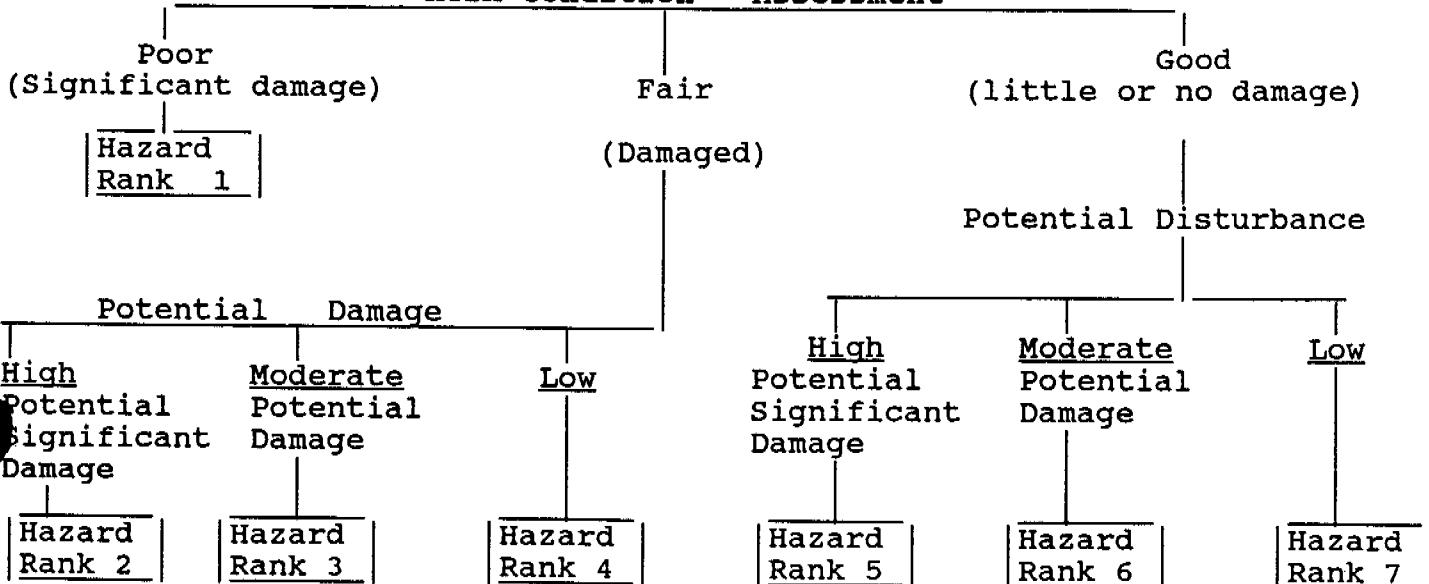 Assessment
Poor
(Significant damage)
Hazard
Rank 1
Fair
(Damaged)
Good
(little or no damage)
Potential Disturbance
Potential Damage
High
Potential
Significant
Damage
Hazard
Rank 2
Moderate
Potential
Damage
Hazard
Rank 3
Low
Hazard
Rank 4
High
Potential
Significant
Damage
Hazard
Rank 5
Moderate
Potential
Damage
Hazard
Rank 6
Low
Hazard
Rank 7